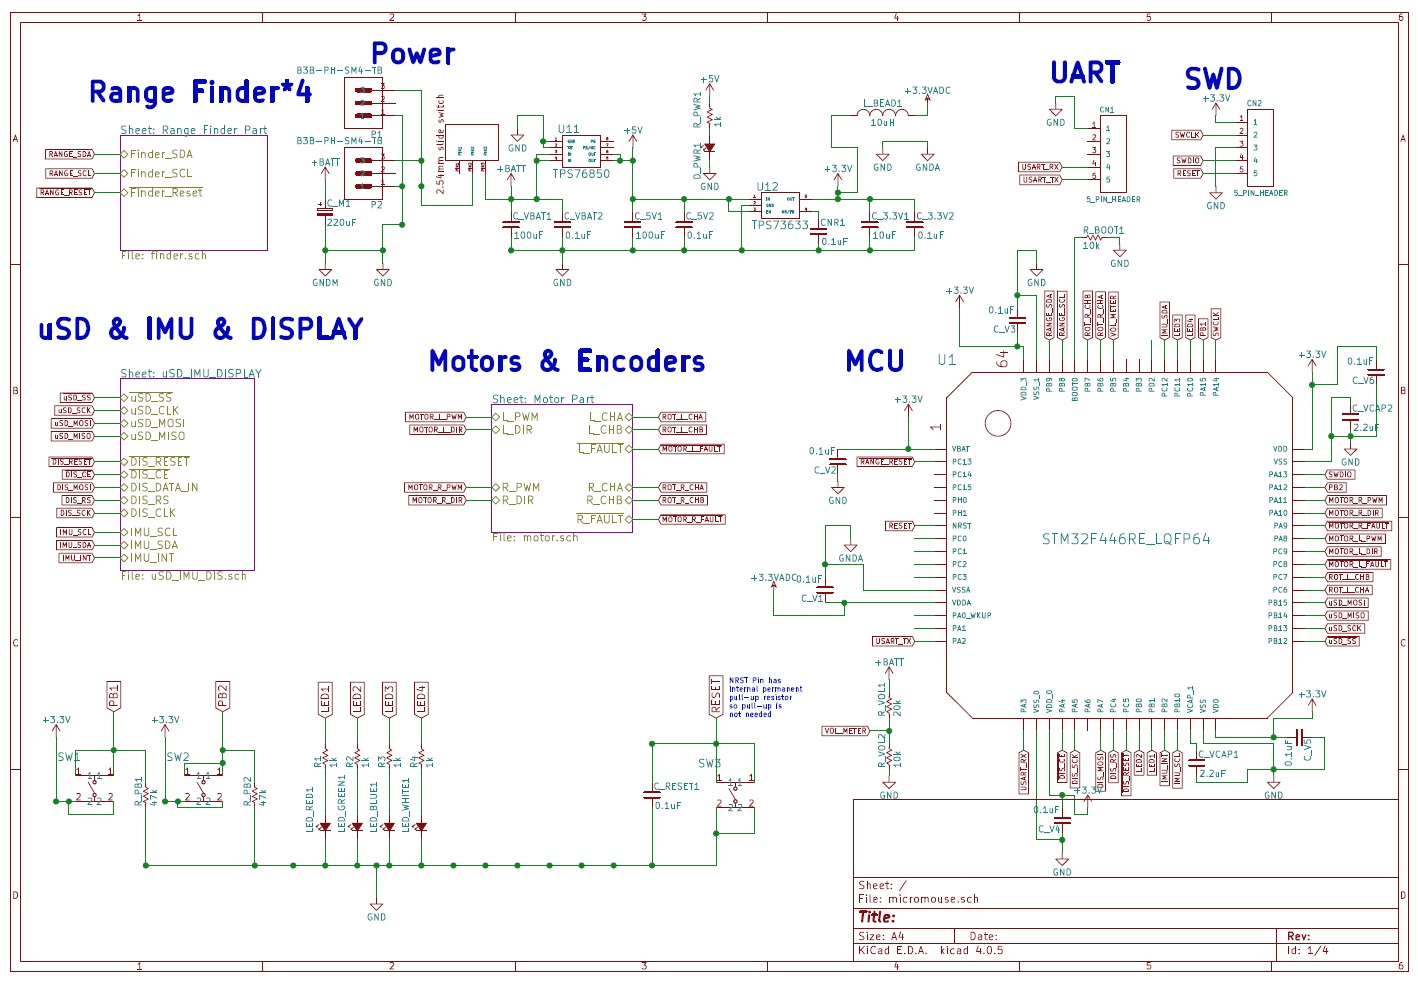 1 2 3 4 5 6
A
B
C
D
Power
Range Finder*4
Sheet: Range Finder Part
RANGE_SDA
RANGE_SCL
RANGE_RESET
Finder_SDA
Finder_SCL
Finder_Reset
File: finder.sch
B3B-PH-SM4-TB
3
2
1
P1
B3B-PH-SM4-TB
3
2
1
P2
+BATT
C_M1
220uF
GNDM
GND
2.54mm slide switch
GND
U11
TPS76850
+BATT
+5V
C_VBAT1
100uF
C_VBAT2
0.1uF
GND
C_5V1
100uF
C_5V2
0.1uF
+5V
R_PWR1
1k
D_PWR1
GND
U12
TPS73633
CNR1
0.1uF
+3.3V
C_3.3V1
10uF
C_3.3V2
0.1uF
L_BEAD1
10uH
+3.3VADC
GND
GNDA
UART
GND
CN1
1
2
3
4
5
USART_RX
USART_TX
5_PIN_HEADER
SWD
+3.3V
CN2
1
2
3
4
5
SWCLK
SWDIO
RESET
GND
5_PIN_HEADER
uSD & IMU & DISPLAY
Sheet: uSD_IMU_DISPLAY
uSD_SS
uSD_SCK
uSD_MOSI
uSD_MISO
DIS_RESET
DIS_CE
DIS_MOSI
DIS_RS
DIS_SCK
IMU_SCL
IMU_SDA
IMU_INT
uSD_SS
uSD_CLK
uSD_MOSI
uSD_MISO
DIS_RESET
DIS_CE
DIS_DATA_IN
DIS_RS
DIS_CLK
IMU_SCL
IMU_SDA
IMU_INT
File: uSD_IMU_DIS.sch
Motors & Encoders
Sheet: Motor Part
MOTOR_L_PWM
MOTOR_L_DIR
MOTOR_R_PWM
MOTOR_R_DIR
L_PWM
L_DIR
R_PWM
R_DIR
L_CHA
L_CHB
L_FAULT
R_CHA
R_CHB
R_FAULT
ROT_L_CHA
ROT_L_CHB
MOTOR_L_FAULT
ROT_R_CHA
ROT_R_CHB
MOTOR_R_FAULT
File: motor.sch
MCU
U1
64
1
STM32F446RE_LQFP64
R_BOOT1
10k
GND
GND
+3.3V
0.1uF
C_V3
RANGE_SDA
RANGE_SCL
ROT_R_CHB
ROT_R_CHA
VOL_METER
IMU_SDA
LED3
LED4
PB1
SWCLK
VDD_3
VSS_1
PB9
PB8
BOOT0
PB7
PB6
PB5
PB4
PB3
PD2
PC12
PC11
PC10
PA15
PA14
+3.3V
0.1uF
C_V2
GND
RANGE_RESET
RESET
GNDA
0.1uF
+3.3VADC
C_V1
USART_TX
VBAT
PC13
PC14
PC15
PH0
PH1
NRST
PC0
PC1
PC2
PC3
VSSA
VDDA
PA0_WKUP
PA1
PA2
+3.3V
0.1uF
C_V6
C_VCAP2
2.2uF
GND
VDD
VSS
PA13
PA12
PA11
PA10
PA9
PA8
PC9
PC8
PC7
PC6
PB15
PB14
PB13
PB12
SWDIO
PB2
MOTOR_R_PWM
MOTOR_R_DIR
MOTOR_R_FAULT
MOTOR_L_PWM
MOTOR_L_DIR
MOTOR_L_FAULT
ROT_L_CHB
ROT_L_CHA
uSD_MOSI
uSD_MISO
uSD_SCK
uSD_SS
PA3
VSS_0
VDD_0
PA4
PA5
PA6
PA7
PC4
PC5
PB0
PB1
PB2
PB10
VCAP_1
VSS
VDD
USART_RX
DIS_CE
DIS_SCK
DIS_MOSI
DIS_RS
DIS_RESET
LED2
LED1
IMU_INT
IMU_SCL
C_VCAP1
2.2uF
+3.3V
0.1uF
C_V5
GND
+3.3V
0.1uF
C_V4
GND
+BATT
R_VOL1
20k
VOL_METER
R_VOL2
10k
GND
PB1
+3.3V
SW1
R_PB1
47k
PB2
+3.3V
SW2
R_PB2
47k
LED1
R1
1k
LED_RED1
LED2
R2
1k
LED_GREEN1
LED3
R3
1k
LED_BLUE1
LED4
R4
1k
LED_WHITE1
GND
RESET
NRST Pin has
internal permanent
pull-up resistor
so pull-up is
not needed
SW3
C_RESET1
0.1uF
Sheet: /
File: micromouse.sch
Title:
Size: A4
Date:
Rev:
KiCad E.D.A. kicad 4.0.5
Id: 1/4
1 2 3 4 5 6